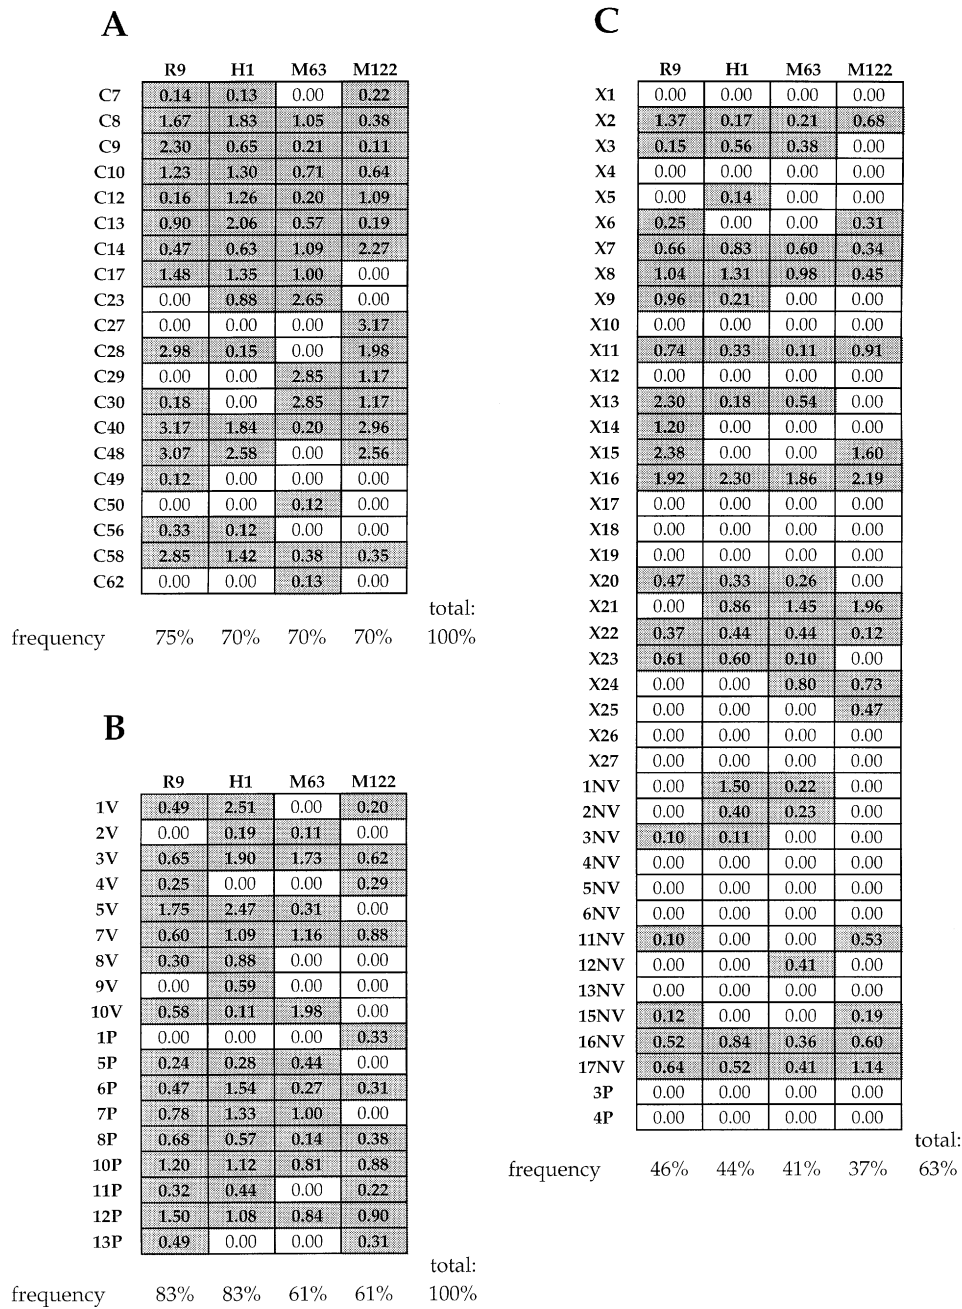 A
R9 H1 M63 M122
C7 0.14 0.13 0.00 0.22
C8 1.67 1.83 1.05 0.38
C9 2.30 0.65 0.21 0.11
C10 1.23 1.30 0.71 0.64
C12 0.16 1.26 0.20 1.09
C13 0.90 2.06 0.57 0.19
C14 0.47 0.63 1.09 2.27
C17 1.48 1.35 1.00 0.00
C23 0.00 0.88 2.65 0.00
C27 0.00 0.00 0.00 3.17
C28 2.98 0.15 0.00 1.98
C29 0.00 0.00 2.85 1.17
C30 0.18 0.00 2.85 1.17
C40 3.17 1.84 0.20 2.96
C48 3.07 2.58 0.00 2.56
C49 0.12 0.00 0.00 0.00
C50 0.00 0.00 0.12 0.00
C56 0.33 0.12 0.00 0.00
C58 2.85 1.42 0.38 0.35
C62 0.00 0.00 0.13 0.00
total:
frequency 75% 70% 70% 70% 100%
B
R9 H1 M63 M122
1V 0.49 2.51 0.00 0.20
2V 0.00 0.19 0.11 0.00
3V 0.65 1.90 1.73 0.62
4V 0.25 0.00 0.00 0.29
5V 1.75 2.47 0.31 0.00
7V 0.60 1.09 1.16 0.88
8V 0.30 0.88 0.00 0.00
9V 0.00 0.59 0.00 0.00
10V 0.58 0.11 1.98 0.00
1P 0.00 0.00 0.00 0.33
5P 0.24 0.28 0.44 0.00
6P 0.47 1.54 0.27 0.31
7P 0.78 1.33 1.00 0.00
8P 0.68 0.57 0.14 0.38
10P 1.20 1.12 0.81 0.88
11P 0.32 0.44 0.00 0.22
12P 1.50 1.08 0.84 0.90
13P 0.49 0.00 0.00 0.31
total:
frequency 83% 83% 61% 61% 100%
C
R9 H1 M63 M122
X1 0.00 0.00 0.00 0.00
X2 1.37 0.17 0.21 0.68
X3 0.15 0.56 0.38 0.00
X4 0.00 0.00 0.00 0.00
X5 0.00 0.14 0.00 0.00
X6 0.25 0.00 0.00 0.31
X7 0.66 0.83 0.60 0.34
X8 1.04 1.31 0.98 0.45
X9 0.96 0.21 0.00 0.00
X10 0.00 0.00 0.00 0.00
X11 0.74 0.33 0.11 0.91
X12 0.00 0.00 0.00 0.00
X13 2.30 0.18 0.54 0.00
X14 1.20 0.00 0.00 0.00
X15 2.38 0.00 0.00 1.60
X16 1.92 2.30 1.86 2.19
X17 0.00 0.00 0.00 0.00
X18 0.00 0.00 0.00 0.00
X19 0.00 0.00 0.00 0.00
X20 0.47 0.33 0.26 0.00
X21 0.00 0.86 1.45 1.96
X22 0.37 0.44 0.44 0.12
X23 0.61 0.60 0.10 0.00
X24 0.00 0.00 0.80 0.73
X25 0.00 0.00 0.00 0.47
X26 0.00 0.00 0.00 0.00
X27 0.00 0.00 0.00 0.00
1NV 0.00 1.50 0.22 0.00
2NV 0.00 0.40 0.23 0.00
3NV 0.10 0.11 0.00 0.00
4NV 0.00 0.00 0.00 0.00
5NV 0.00 0.00 0.00 0.00
6NV 0.00 0.00 0.00 0.00
11NV 0.10 0.00 0.00 0.53
12NV 0.00 0.00 0.41 0.00
13NV 0.00 0.00 0.00 0.00
15NV 0.12 0.00 0.00 0.19
16NV 0.52 0.84 0.36 0.60
17NV 0.64 0.52 0.41 1.14
3P 0.00 0.00 0.00 0.00
4P 0.00 0.00 0.00 0.00
total:
frequency 46% 44% 41% 37% 63%